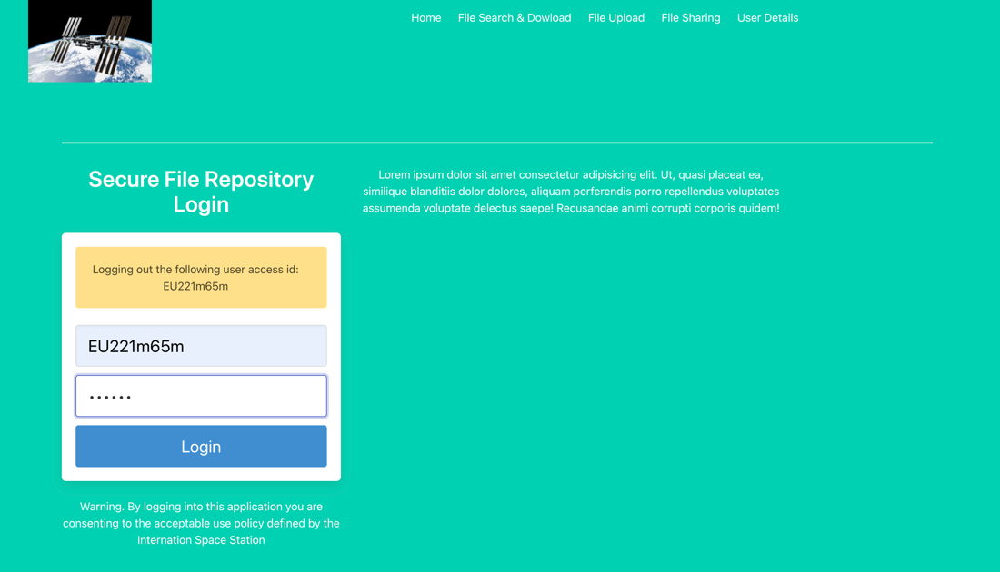 Home File Search & Dowload File Upload File Sharing User Details
Secure File Repository
Login
Lorem ipsum dolor sit amet consectetur adipisicing elit. Ut, quasi placeat ea,
similique blanditiis dolor dolores, aliquam perferendis porro repellendus voluptates
assumenda voluptate delectus saepe! Recusandae animi corrupti corporis quidem!
Logging out the following user access id:
EU221m65m
EU221m65m
••••••
Login
Warning. By logging into this application you are
consenting to the acceptable use policy defined by the
Internation Space Station